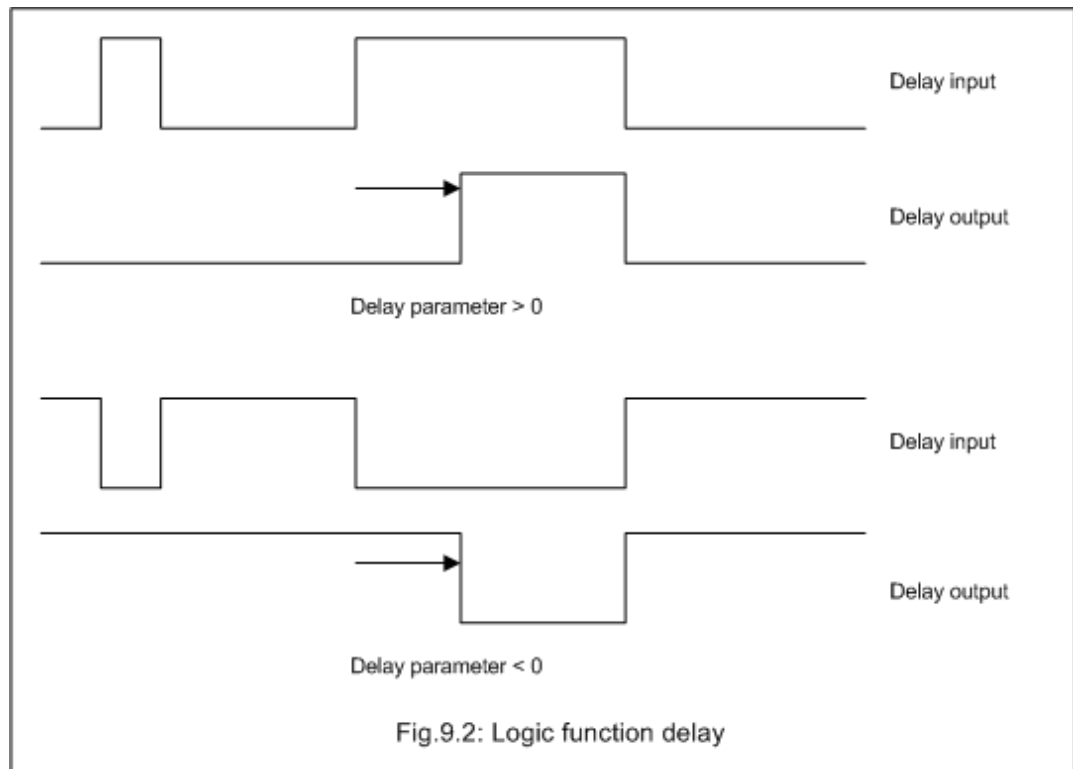 Delay input
Delay output
Delay parameter > 0
Delay input
Delay output
Delay parameter < 0
Fig.9.2: Logic function delay